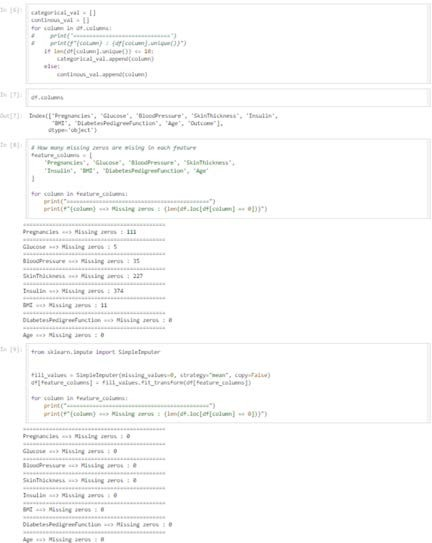 In [6]:
categorical_val = []
continous_val = []
for column in df.columns:
#     print('==============================')
#     print(f"{column} : {df[column].unique()}")
    if len(df[column].unique()) <= 10:
        categorical_val.append(column)
    else:
        continous_val.append(column)
In [7]:
df.columns
Out[7]:
Index(['Pregnancies', 'Glucose', 'BloodPressure', 'SkinThickness', 'Insulin',
       'BMI', 'DiabetesPedigreeFunction', 'Age', 'Outcome'],
      dtype='object')
In [8]:
# How many missing zeros are mising in each feature
feature_columns = [
    'Pregnancies', 'Glucose', 'BloodPressure', 'SkinThickness',
    'Insulin', 'BMI', 'DiabetesPedigreeFunction', 'Age'
]
for column in feature_columns:
    print("============================================")
    print(f"{column} ==> Missing zeros : {len(df.loc[df[column] == 0])}")
============================================
Pregnancies ==> Missing zeros : 111
============================================
Glucose ==> Missing zeros : 5
============================================
BloodPressure ==> Missing zeros : 35
============================================
SkinThickness ==> Missing zeros : 227
============================================
Insulin ==> Missing zeros : 374
============================================
BMI ==> Missing zeros : 11
============================================
DiabetesPedigreeFunction ==> Missing zeros : 0
============================================
Age ==> Missing zeros : 0
In [9]:
from sklearn.impute import SimpleImputer
fill_values = SimpleImputer(missing_values=0, strategy="mean", copy=False)
df[feature_columns] = fill_values.fit_transform(df[feature_columns])
for column in feature_columns:
    print("============================================")
    print(f"{column} ==> Missing zeros : {len(df.loc[df[column] == 0])}")
============================================
Pregnancies ==> Missing zeros : 0
============================================
Glucose ==> Missing zeros : 0
============================================
BloodPressure ==> Missing zeros : 0
============================================
SkinThickness ==> Missing zeros : 0
============================================
Insulin ==> Missing zeros : 0
============================================
BMI ==> Missing zeros : 0
============================================
DiabetesPedigreeFunction ==> Missing zeros : 0
============================================
Age ==> Missing zeros : 0